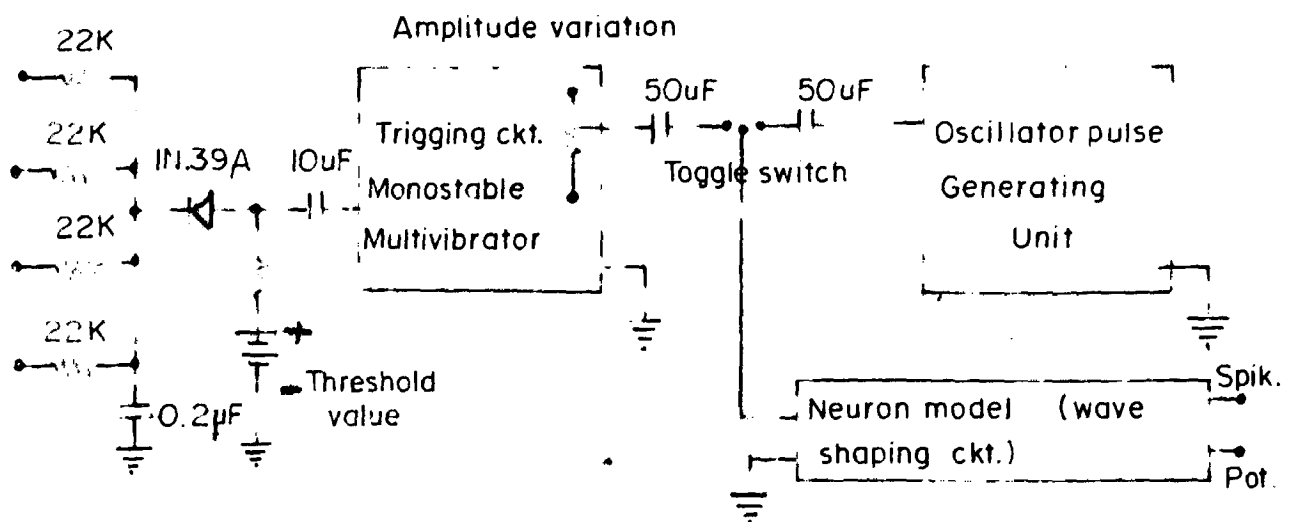 Amplitude variation
22K
22K
22K
22K
0.2µF
1N.39A
10uF
Threshold
value
Trigging ckt.
Monostable
Multivibrator
50uF
50uF
Toggle switch
Oscillator pulse
Generating
Unit
Neuron model (wave
shaping ckt.)
Spik.
Pot.